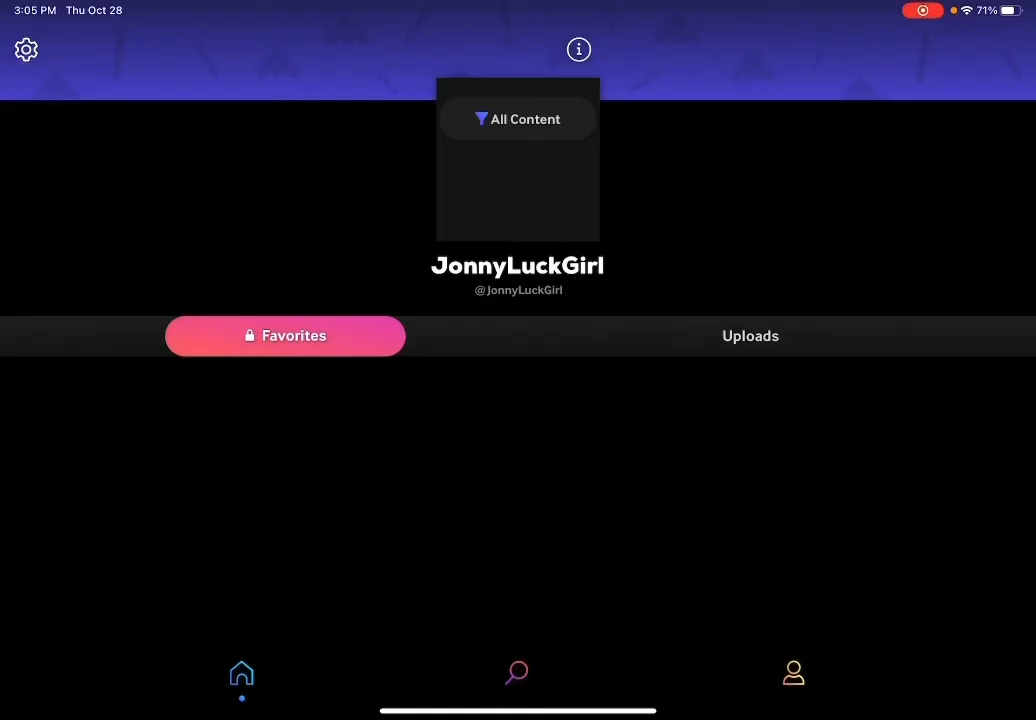 3:05 PM Thu Oct 28
71%
All Content
JonnyLuckGirl
@JonnyLuckGirl
Favorites
Uploads